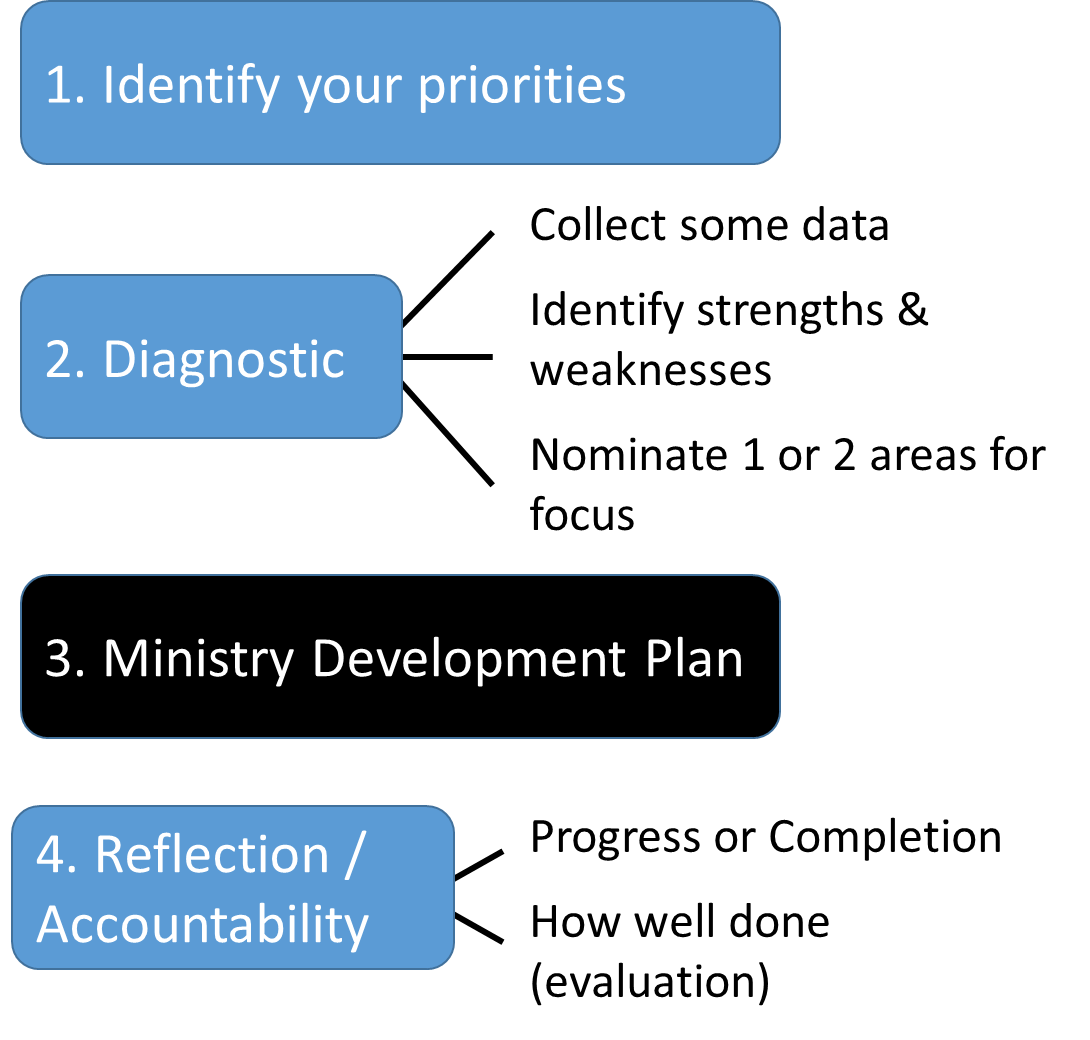 1. Identify your priorities
Collect some data
2. Diagnostic
Identify strengths &
weaknesses
Nominate 1 or 2 areas for
focus
3. Ministry Development Plan
4. Reflection /
Accountability
Progress or Completion
How well done
(evaluation)